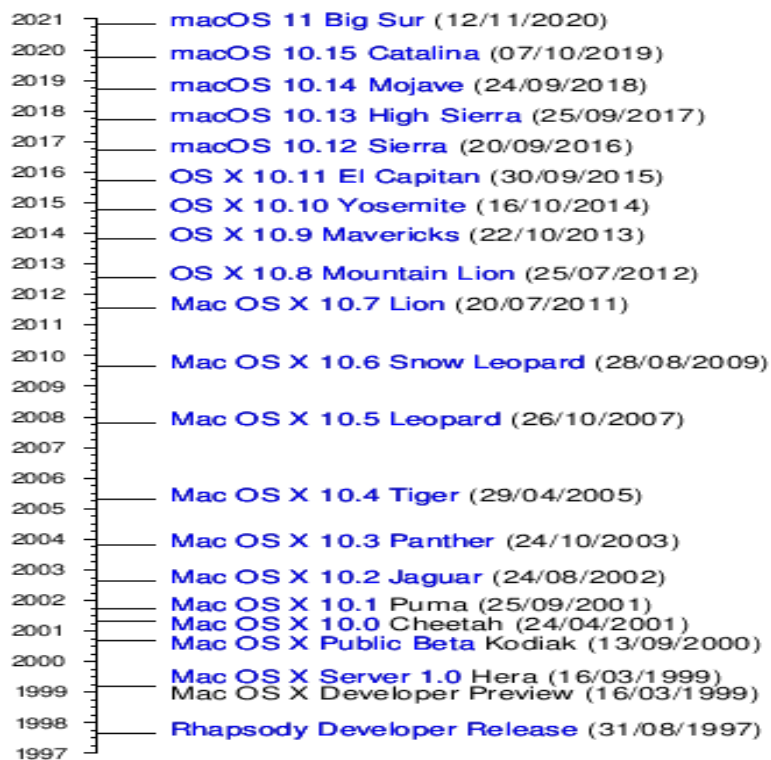 2021
macOS 11 Big Sur (12/11/2020)
2020
macOS 10.15 Catalina (07/10/2019)
2019
macOS 10.14 Mojave (24/09/2018)
2018
macOS 10.13 High Sierra (25/09/2017)
2017
macOS 10.12 Sierra (20/09/2016)
2016
OS X 10.11 El Capitan (30/09/2015)
2015
OS X 10.10 Yosemite (16/10/2014)
2014
OS X 10.9 Mavericks (22/10/2013)
2013
OS X 10.8 Mountain Lion (25/07/2012)
2012
Mac OS X 10.7 Lion (20/07/2011)
2011
2010
Mac OS X 10.6 Snow Leopard (28/08/2009)
2009
2008
Mac OS X 10.5 Leopard (26/10/2007)
2007
2006
Mac OS X 10.4 Tiger (29/04/2005)
2005
2004
Mac OS X 10.3 Panther (24/10/2003)
2003
Mac OS X 10.2 Jaguar (24/08/2002)
2002
Mac OS X 10.1 Puma (25/09/2001)
Mac OS X 10.0 Cheetah (24/04/2001)
2001
Mac OS X Public Beta Kodiak (13/09/2000)
2000
Mac OS X Server 1.0 Hera (16/03/1999)
1999
Mac OS X Developer Preview (16/03/1999)
1998
Rhapsody Developer Release (31/08/1997)
1997